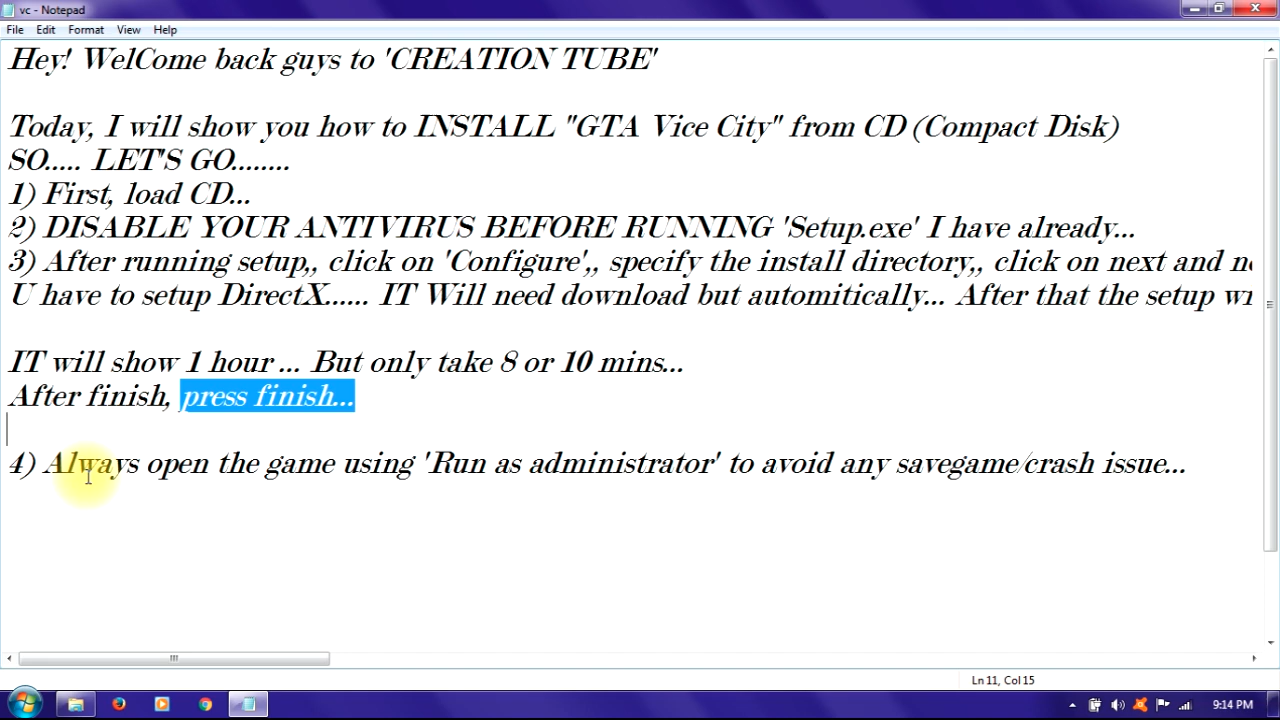 vc - Notepad
File Edit Format View Help
Hey! WelCome back guys to 'CREATION TUBE'
Today, I will show you how to INSTALL "GTA Vice City" from CD (Compact Disk)
SO..... LET'S GO........
1) First, load CD...
2) DISABLE YOUR ANTIVIRUS BEFORE RUNNING 'Setup.exe' I have already...
3) After running setup,, click on 'Configure',, specify the install directory,, click on next and
U have to setup DirectX..... IT Will need download but automitically... After that the setup
IT will show 1 hour ... But only take 8 or 10 mins...
After finish, press finish...
4) Always open the game using 'Run as administrator' to avoid any savegame/crash issue...
Ln 11, Col 15
9:14 PM